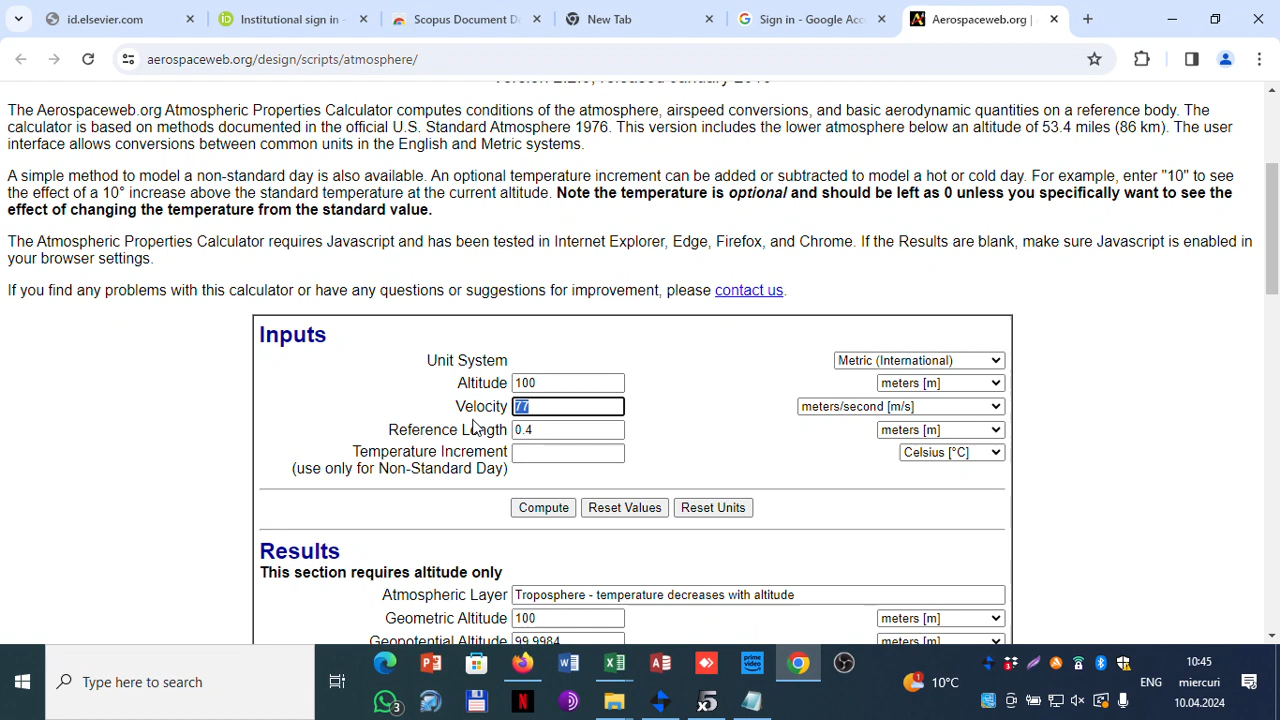 id.elsevier.com
Institutional sign in -
Scopus Document D
New Tab
Sign in - Google Acc
Aerospaceweb.org |
aerospaceweb.org/design/scripts/atmosphere/
The Aerospaceweb.org Atmospheric Properties Calculator computes conditions of the atmosphere, airspeed conversions, and basic aerodynamic quantities on a reference body. The
calculator is based on methods documented in the official U.S. Standard Atmosphere 1976. This version includes the lower atmosphere below an altitude of 53.4 miles (86 km). The user
interface allows conversions between common units in the English and Metric systems.
A simple method to model a non-standard day is also available. An optional temperature increment can be added or subtracted to model a hot or cold day. For example, enter "10" to see
the effect of a 10° increase above the standard temperature at the current altitude. Note the temperature is optional and should be left as 0 unless you specifically want to see the
effect of changing the temperature from the standard value.
The Atmospheric Properties Calculator requires Javascript and has been tested in Internet Explorer, Edge, Firefox, and Chrome. If the Results are blank, make sure Javascript is enabled in
your browser settings.
If you find any problems with this calculator or have any questions or suggestions for improvement, please contact us.
Inputs
Unit System Metric (International)
Altitude 100 meters [m]
Velocity 77 meters/second [m/s]
Reference Length 0.4 meters [m]
Temperature Increment Celsius [°C]
(use only for Non-Standard Day)
Compute Reset Values Reset Units
Results
This section requires altitude only
Atmospheric Layer Troposphere - temperature decreases with altitude
Geometric Altitude 100 meters [m]
Geopotential Altitude 99.9984 meters [m]
Type here to search
10°C
ENG
10:45
miercuri
10.04.2024
3